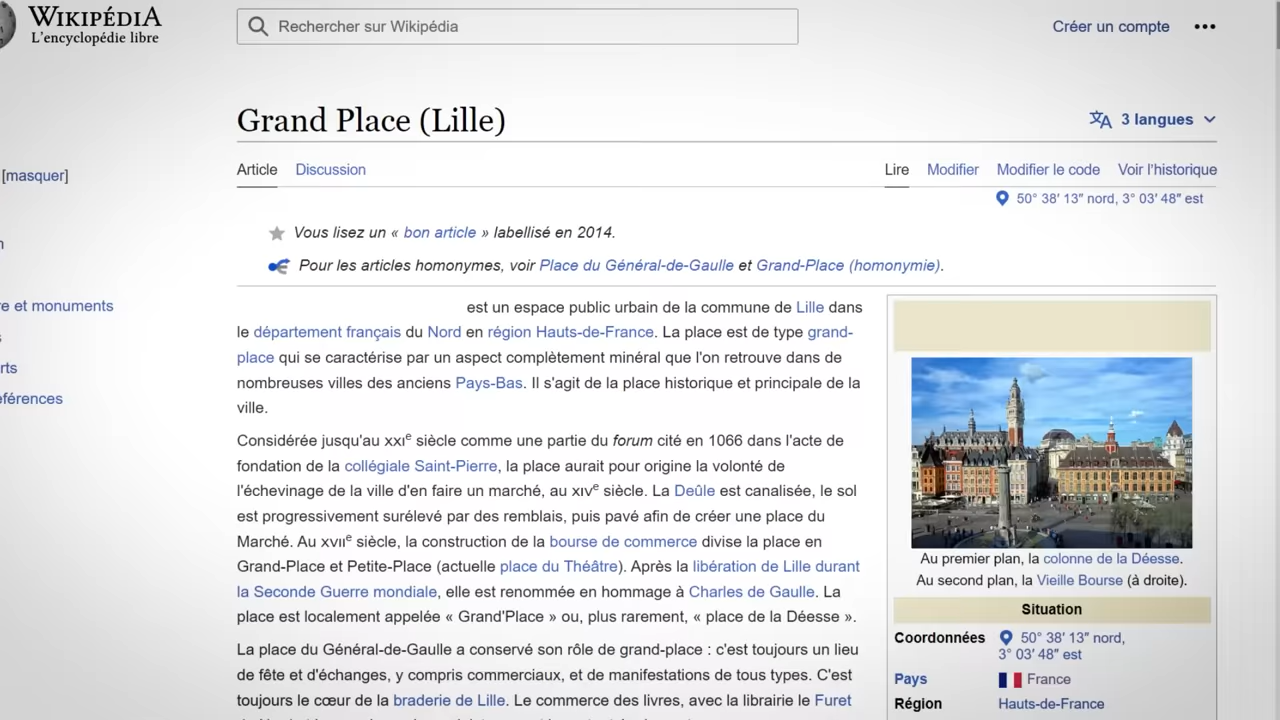 WIKIPÉDIA
L'encyclopédie libre
Rechercher sur Wikipédia
Créer un compte
Grand Place (Lille)
3 langues
[masquer]
Article Discussion
Lire Modifier Modifier le code Voir l'historique
50° 38′ 13″ nord, 3° 03′ 48″ est
Vous lisez un « bon article » labellisé en 2014.
Pour les articles homonymes, voir Place du Général-de-Gaulle et Grand-Place (homonymie).
re et monuments
rts
éférences
est un espace public urbain de la commune de Lille dans
le département français du Nord en région Hauts-de-France. La place est de type grand-
place qui se caractérise par un aspect complètement minéral que l'on retrouve dans de
nombreuses villes des anciens Pays-Bas. Il s'agit de la place historique et principale de la
ville.
Considérée jusqu'au XXIe siècle comme une partie du forum cité en 1066 dans l'acte de
fondation de la collégiale Saint-Pierre, la place aurait pour origine la volonté de
l'échevinage de la ville d'en faire un marché, au XIVe siècle. La Deûle est canalisée, le sol
est progressivement surélevé par des remblais, puis pavé afin de créer une place du
Marché. Au XVIIe siècle, la construction de la bourse de commerce divise la place en
Grand-Place et Petite-Place (actuelle place du Théâtre). Après la libération de Lille durant
la Seconde Guerre mondiale, elle est renommée en hommage à Charles de Gaulle. La
place est localement appelée « Grand'Place » ou, plus rarement, « place de la Déesse ».
La place du Général-de-Gaulle a conservé son rôle de grand-place : c'est toujours un lieu
de fête et d'échanges, y compris commerciaux, et de manifestations de tous types. C'est
toujours le cœur de la braderie de Lille. Le commerce des livres, avec la librairie le Furet
Au premier plan, la colonne de la Déesse.
Au second plan, la Vieille Bourse (à droite).
Situation
Coordonnées 50° 38′ 13″ nord,
3° 03′ 48″ est
Pays France
Région Hauts-de-France